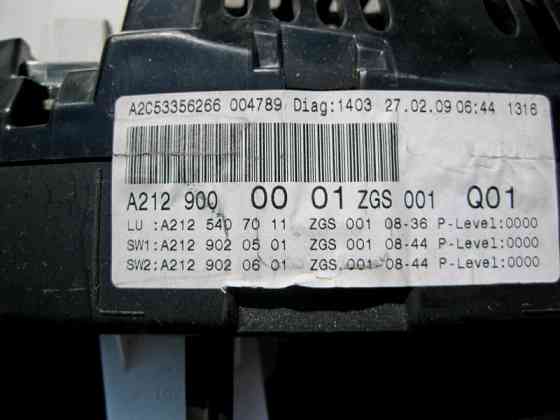 A2C53356266 004789 Diag:1403 27.02.09 06:44 1316
A212 900 00 01 ZGS 001 Q01
LU :A212 540 70 11 ZGS 001 08-36 P-Level:0000
SW1:A212 902 05 01 ZGS 001 08-44 P-Level:0000
SW2:A212 902 06 01 ZGS 001 08-44 P-Level:0000